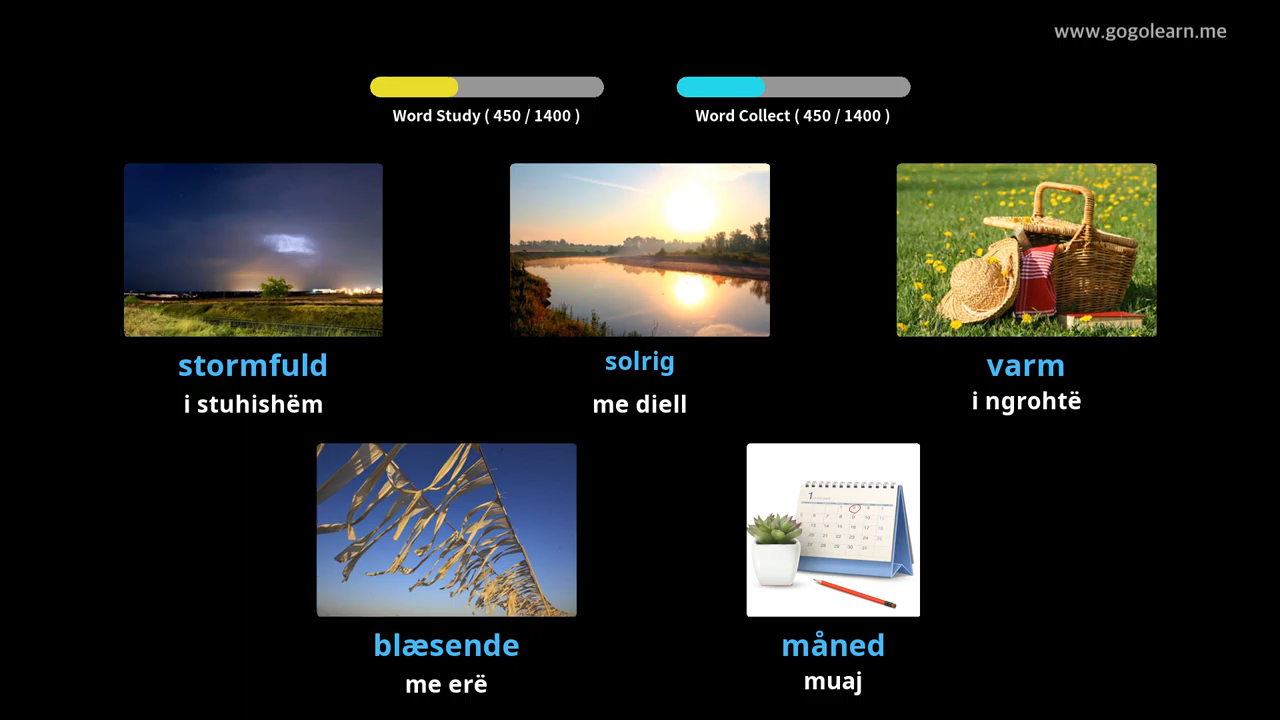 www.gogolearn.me
Word Study ( 450 / 1400 )
Word Collect ( 450 / 1400 )
stormfuld
i stuhishëm
solrig
me diell
varm
i ngrohtë
blæsende
me erë
måned
muaj